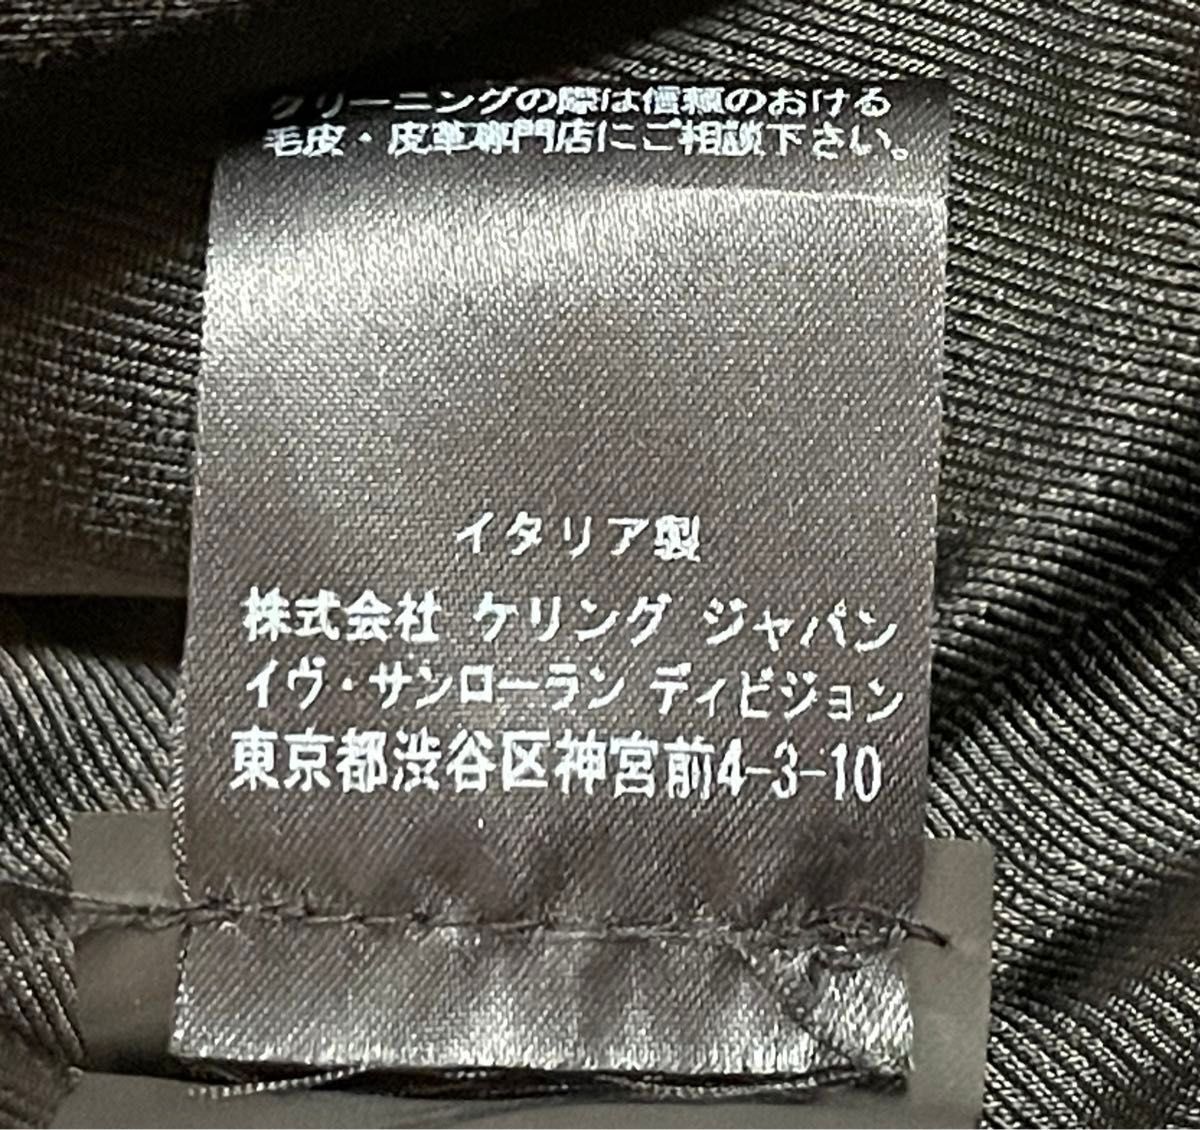 クリーニングの際は信頼のおける
毛皮・皮革専門店にご相談下さい。
イタリア製
株式会社 ケリング ジャパン
イヴ・サンローラン ディビジョン
東京都渋谷区神宮前4-3-10